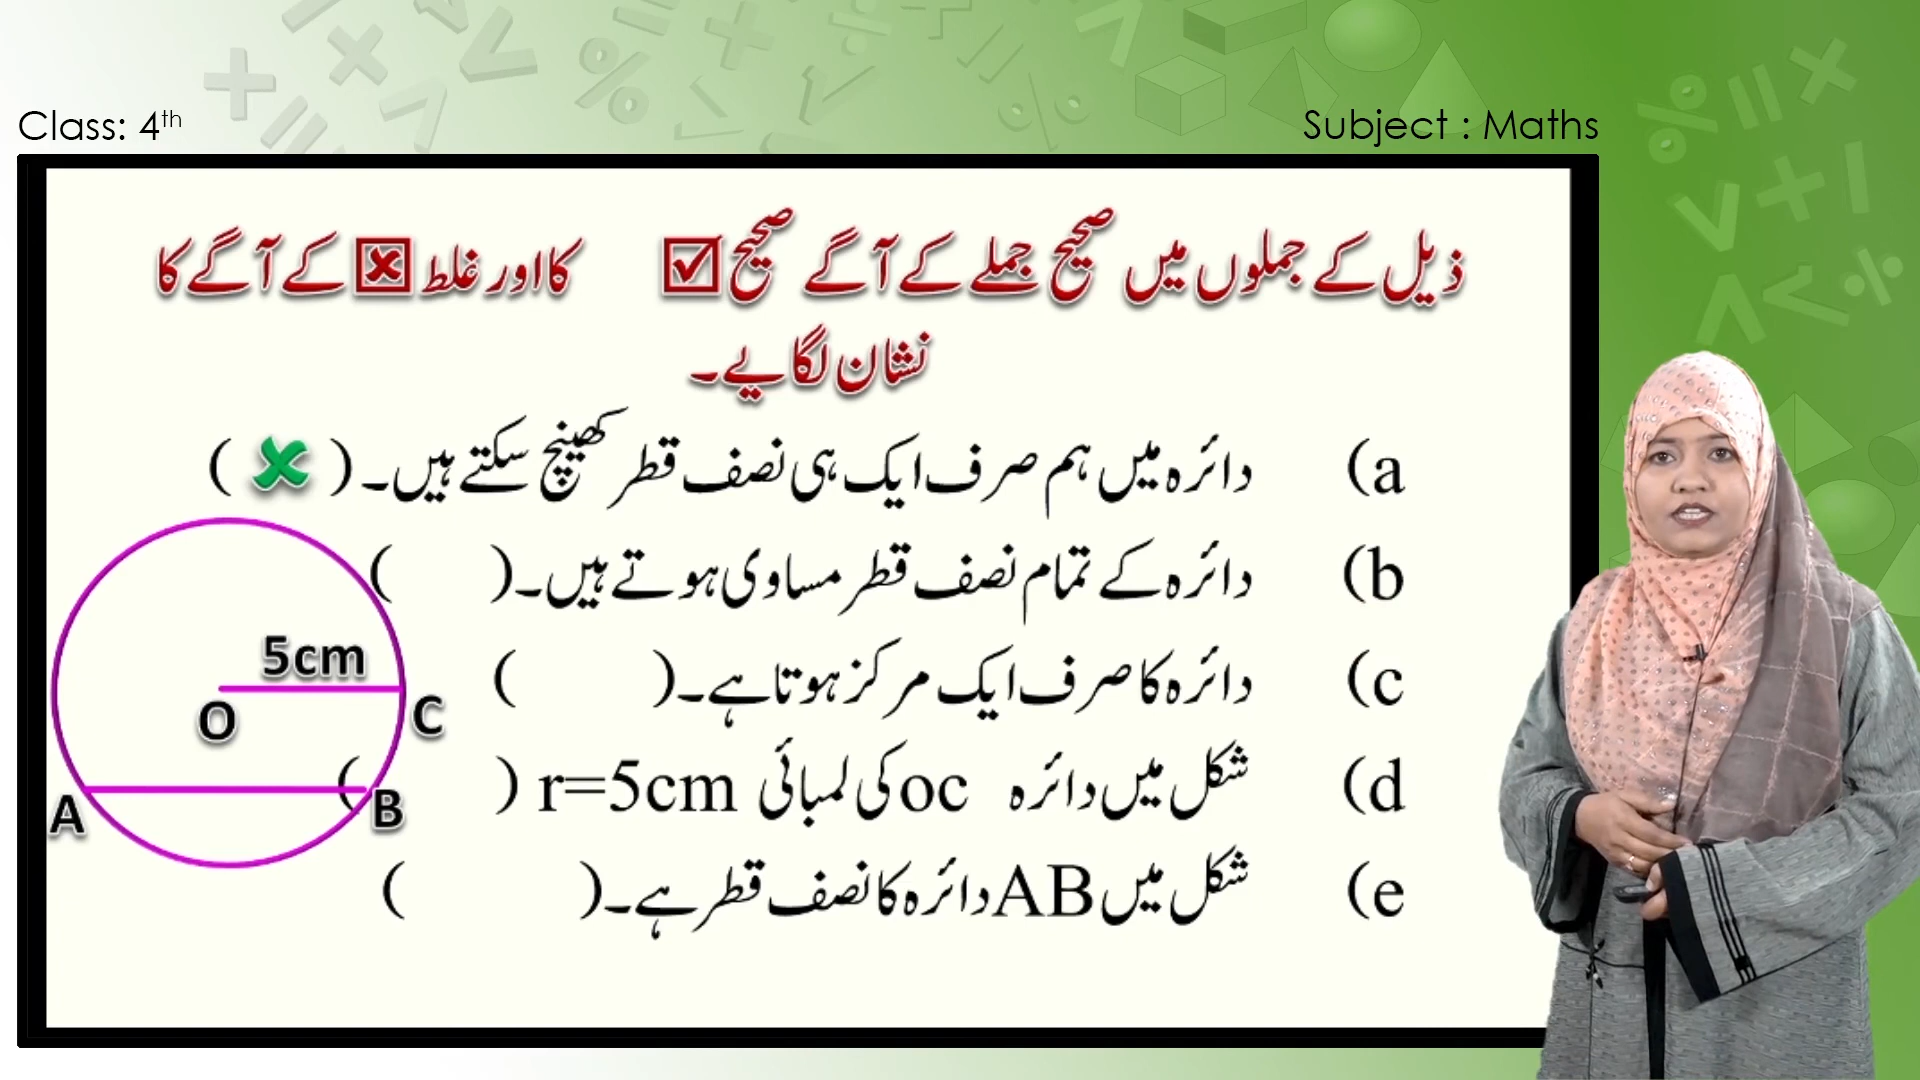 Class: 4th
Subject : Maths
ذیل کے جملوں میں صحیح جملے کے آگے صحیح ☑ کا اور غلط ☒ کے آگے کا
نشان لگایے۔
a) دائرہ میں ہم صرف ایک ہی نصف قطر کھینچ سکتے ہیں۔ ( ✘ )
b) دائرہ کے تمام نصف قطر مساوی ہوتے ہیں۔ ( )
c) دائرہ کا صرف ایک مرکز ہوتا ہے۔ ( )
d) شکل میں دائرہ oc کی لمبائی r=5cm ( )
e) شکل میں AB دائرہ کا نصف قطر ہے۔ ( )
5cm
O
C
A
B